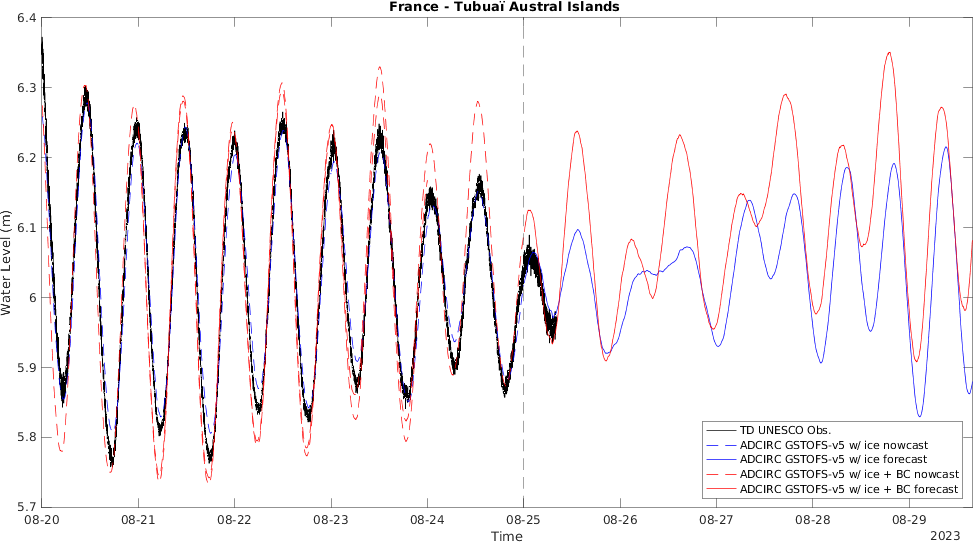 France - Tubuaï Austral Islands
6.4
6.3
6.2
6.1
6
5.9
5.8
5.7
Water Level (m)
TD UNESCO Obs.
ADCIRC GSTOFS-v5 w/ ice nowcast
ADCIRC GSTOFS-v5 w/ ice forecast
ADCIRC GSTOFS-v5 w/ ice + BC nowcast
ADCIRC GSTOFS-v5 w/ ice + BC forecast
08-20 08-21 08-22 08-23 08-24 08-25 08-26 08-27 08-28 08-29
Time
2023